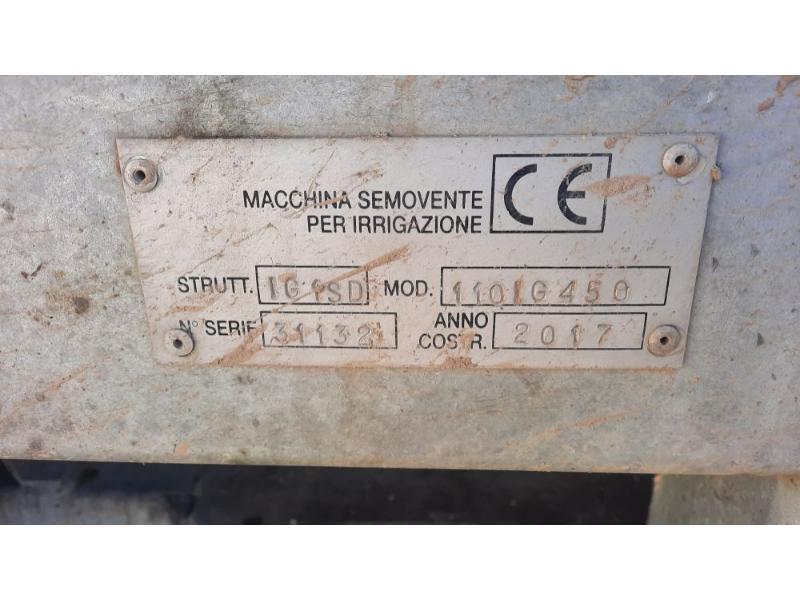 MACCHINA SEMOVENTE CE
PER IRRIGAZIONE
STRUTT. IG1SD MOD. 110IG450
N° SERIE 31132 ANNO COSTR. 2017